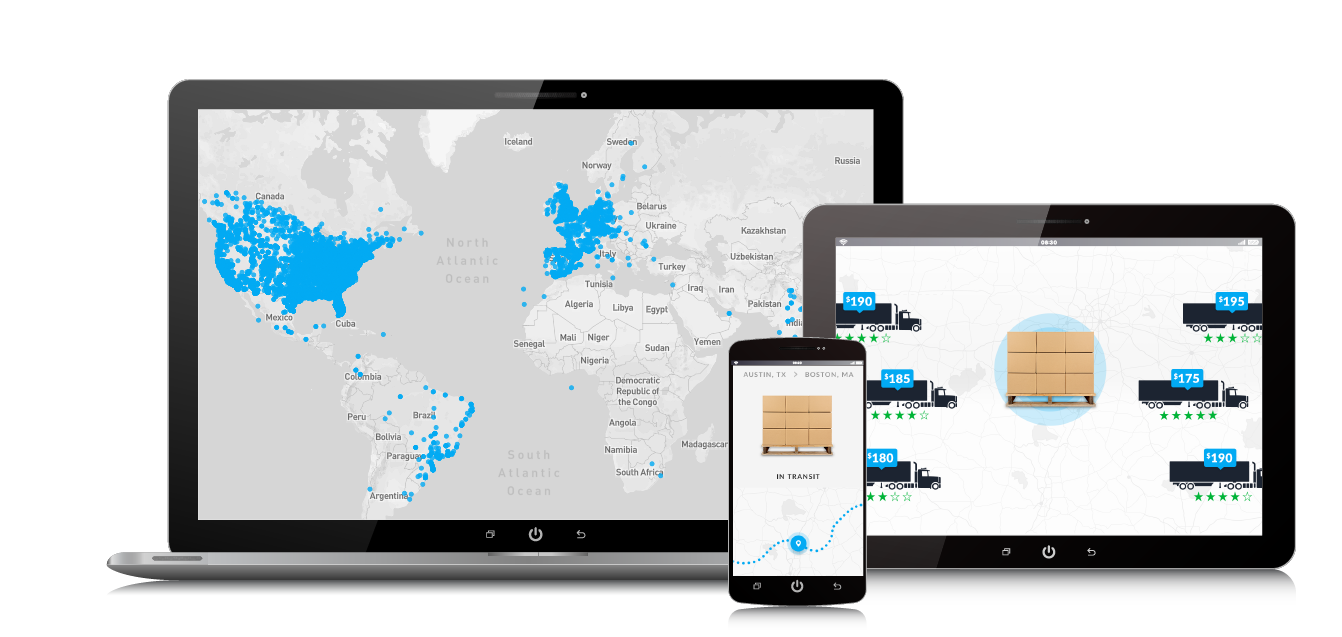 Iceland
Sweden
Norway
Russia
Canada
Belarus
Ukraine
Kazakhstan
North
Atlantic
Ocean
Italy
Uzbekistan
Turkey
Tunisia
Iraq
Iran
Algeria
Libya
Egypt
Pakistan
Mexico
Cuba
India
Mali
Niger
Senegal
Sudan
Yemen
Nigeria
Colombia
Democratic
Republic of
the Congo
Peru
Brazil
Angola
Bolivia
Namibia
Madagascar
Paraguay
South
Atlantic
Ocean
South Africa
Argentina
AUSTIN, TX > BOSTON, MA
IN TRANSIT
09:30
$190
$195
$185
$175
$180
$190